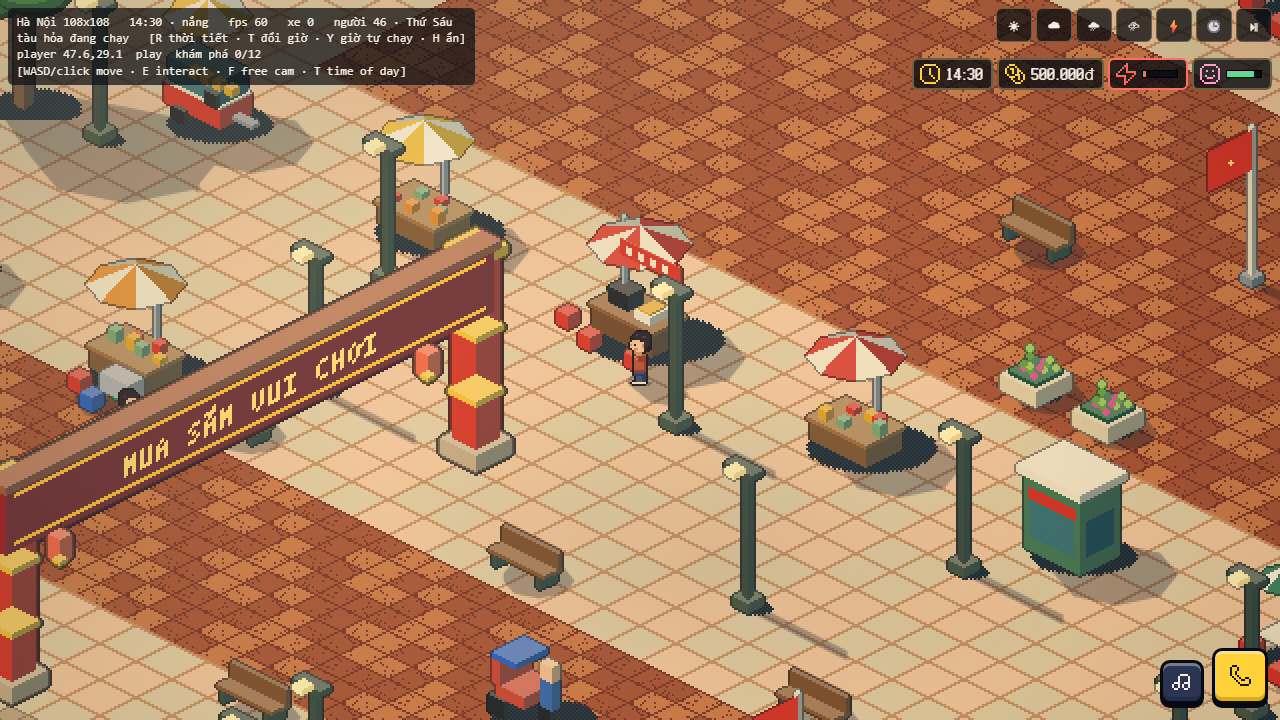 Hà Nội 108x108 14:30 · nắng fps 60 xe 0 người 46 · Thứ Sáu
tàu hỏa đang chạy [R thời tiết · T đổi giờ · Y giờ tự chạy · H ẩn]
player 47.6,29.1 play khám phá 0/12
[WASD/click move · E interact · F free cam · T time of day]
14:30
500.000đ
MUA SẮM VUI CHƠI